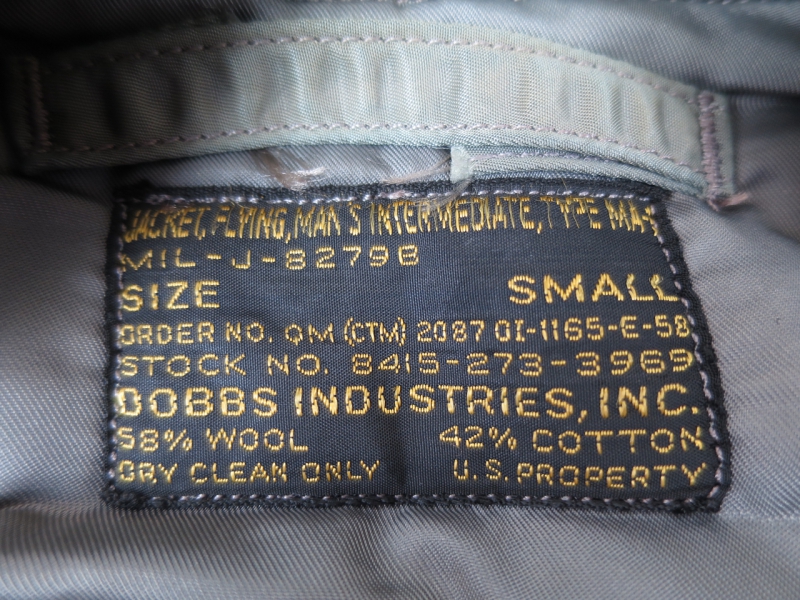 JACKET, FLYING, MAN'S INTERMEDIATE, TYPE MA-1
MIL-J-8279B
SIZE SMALL
ORDER NO. QM (CTM) 2087 OI-1165-E-58
STOCK NO. 8415-273-3969
DOBBS INDUSTRIES, INC.
58% WOOL 42% COTTON
DRY CLEAN ONLY U.S. PROPERTY